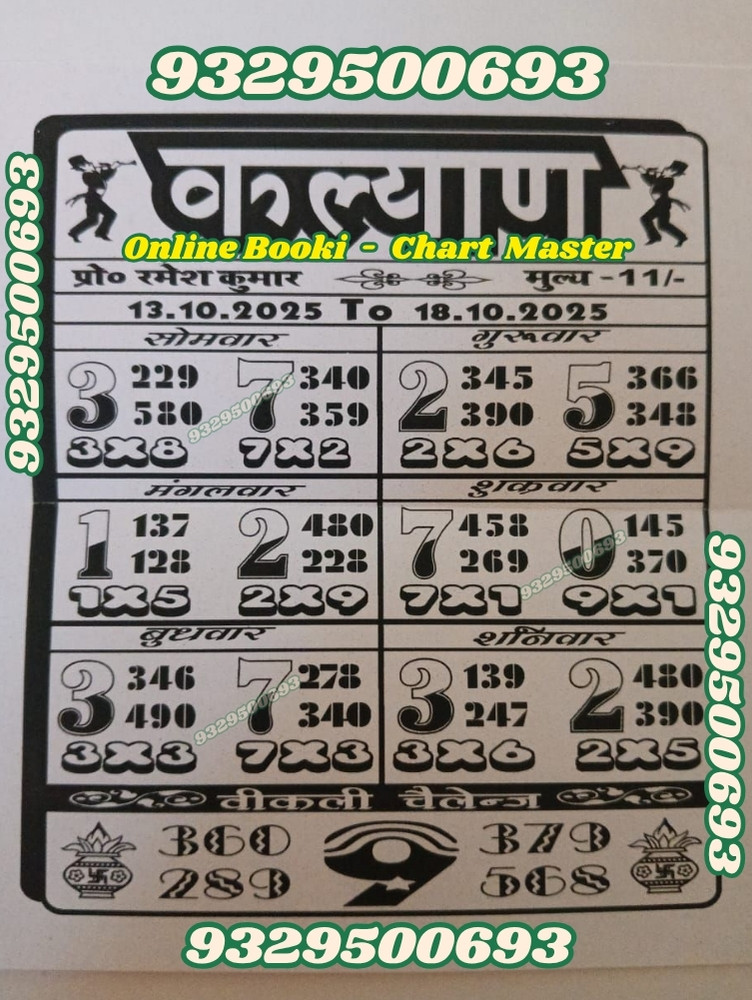 9329500693
9329500693
कल्याण
Online Booki - Chart Master
प्रो० रमेश कुमार मुल्य -11/-
13.10.2025 To 18.10.2025
सोमवार
3 229 7 340
580 359
9329500693
3X8 7X2
गुरूवार
2 345 5 366
390 348
2X6 5X9
मंगलवार
1 137 2 480
128 228
1X5 2X9
शुक्रवार
7 458 0 145
269 370
9329500693
7X1 9X1
बुधवार
3 346 7 278
490 340
9329500693
3X3 7X3
शनिवार
3 139 2 480
247 390
3X6 2X5
9329500693
वीकली चैलेन्ज
360 379
289 568
9
9329500693